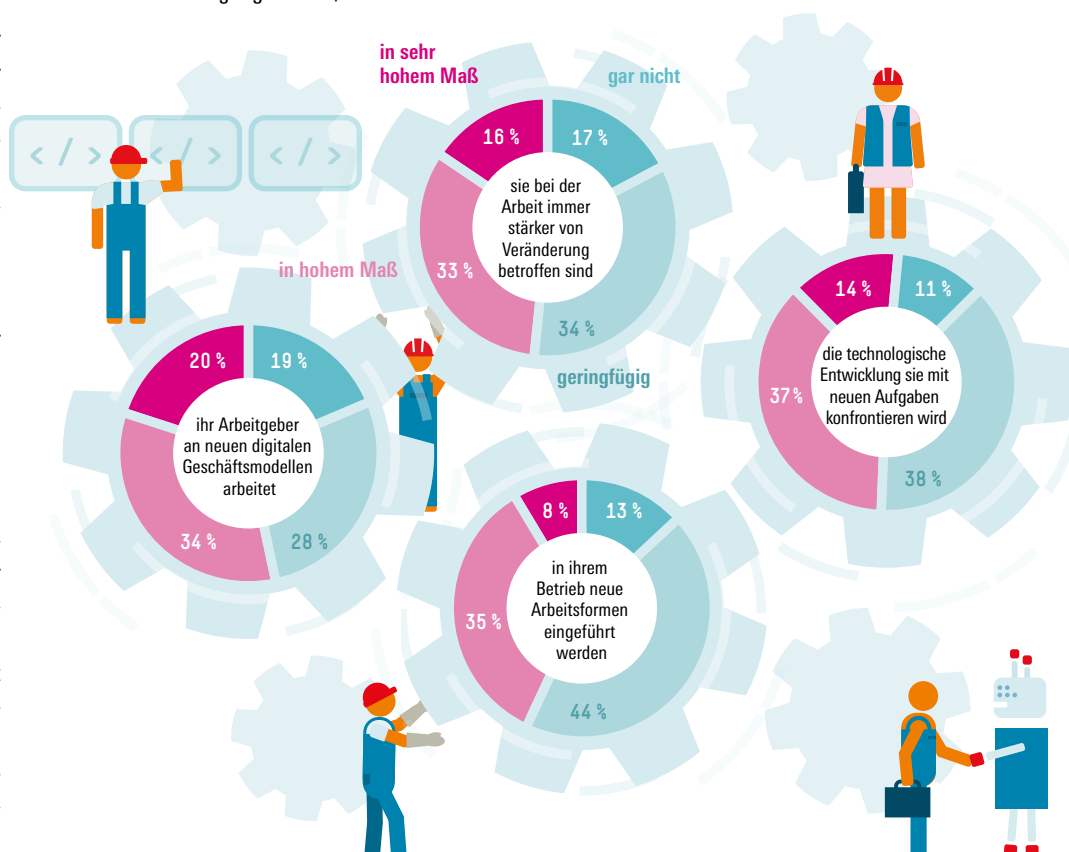 in sehr
hohem Maß
gar nicht
16 %
17 %
sie bei der
Arbeit immer
stärker von
Veränderung
betroffen sind
33 %
34 %
in hohem Maß
geringfügig
</ >
</ >
</ >
14 %
11 %
die technologische
Entwicklung sie mit
neuen Aufgaben
konfrontieren wird
37 %
38 %
20 %
19 %
ihr Arbeitgeber
an neuen digitalen
Geschäftsmodellen
arbeitet
34 %
28 %
8 %
13 %
in ihrem
Betrieb neue
Arbeitsformen
eingeführt
werden
35 %
44 %